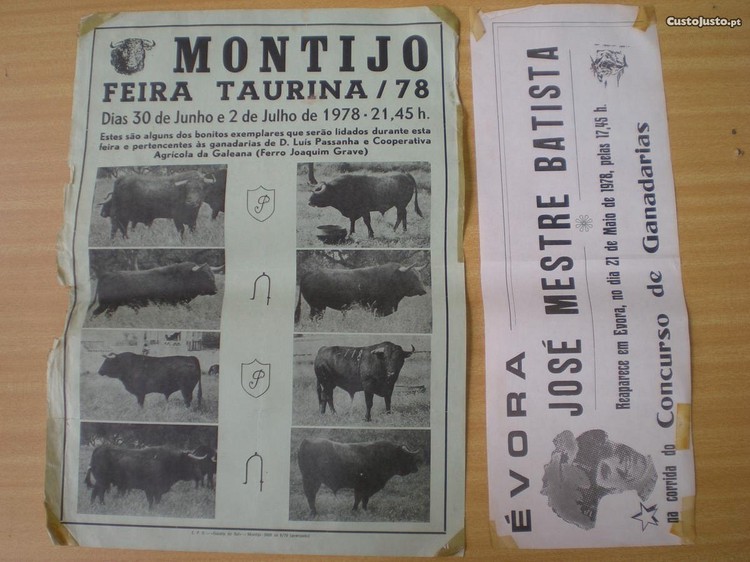 MONTIJO
FEIRA TAURINA / 78
Dias 30 de Junho e 2 de Julho de 1978 - 21,45 h.
Estes são alguns dos bonitos exemplares que serão lidados durante esta
feira e pertencentes às ganadarias de D. Luís Passanha e Cooperativa
Agrícola da Galeana (Ferro Joaquim Grave)
P
P
ÉVORA
JOSÉ MESTRE BATISTA
Reaparece em Evora, no dia 21 de Maio de 1978, pelas 17,45 h.
na corrida do Concurso de Ganadarias
CustoJusto.pt